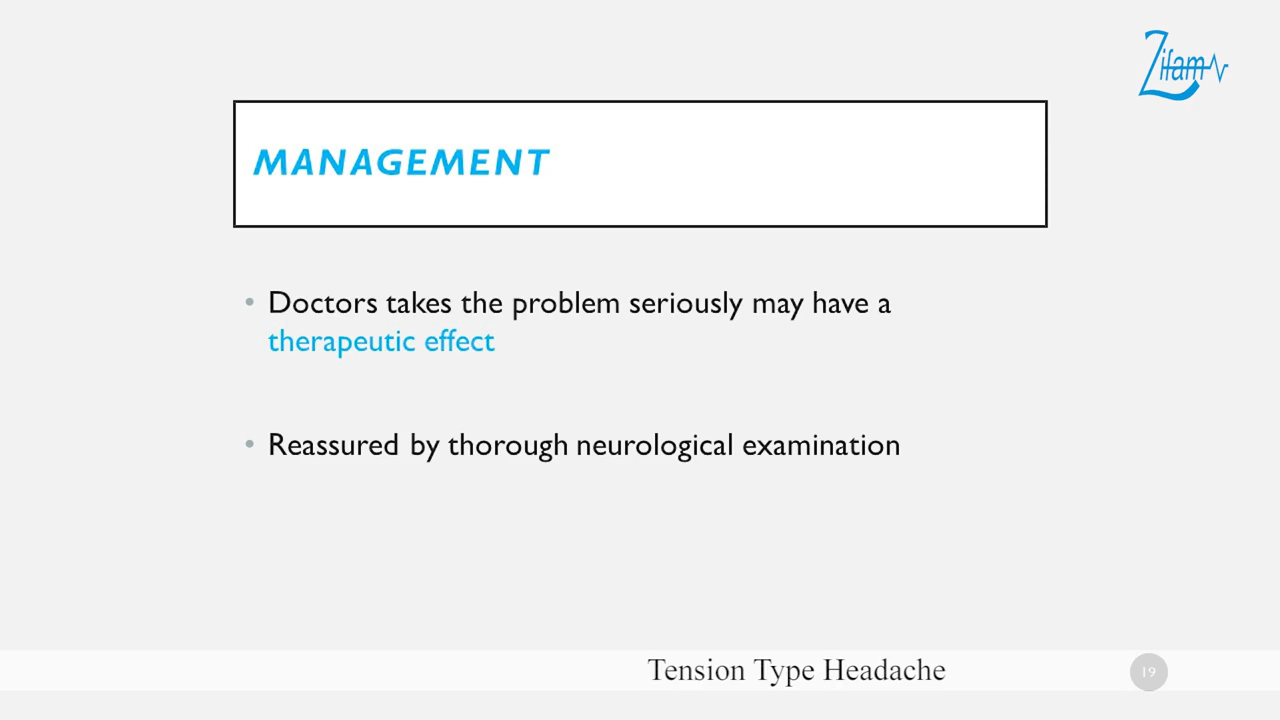 Zifam
MANAGEMENT
• Doctors takes the problem seriously may have a
therapeutic effect
• Reassured by thorough neurological examination
Tension Type Headache
19